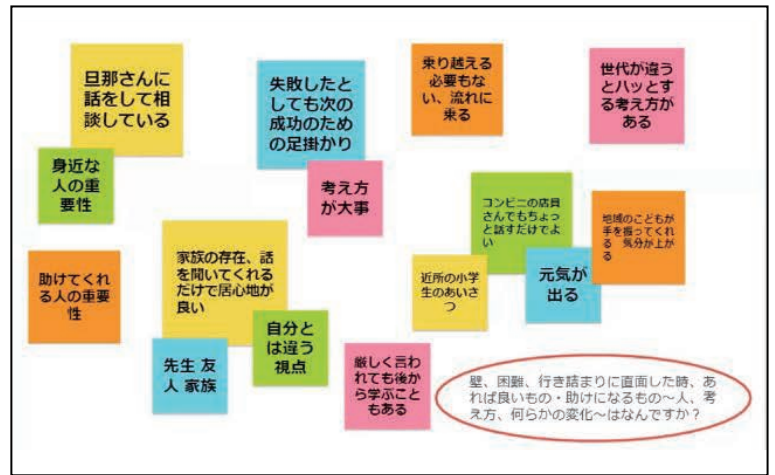 旦那さんに
話をして相
談している
失敗したと
しても次の
成功のため
の足掛かり
乗り越える
必要もな
い、流れに
乗る
世代が違う
とハッとす
る考え方が
ある
身近な
人の重
要性
考え方
が大事
コンビニの店員
さんでもちょっ
と話すだけでよ
い
地域のこどもが
手を振ってくれ
る　気分が上が
る
助けてくれ
る人の重要
性
家族の存在、話
を聞いてくれる
だけで居心地が
良い
近所の小学
生のあいさ
つ
元気が
出る
先生 友
人 家族
自分と
は違う
視点
厳しく言わ
れても後か
ら学ぶこと
もある
壁、困難、行き詰まりに直面した時、あ
れば良いもの・助けになるもの～人、考
え方、何らかの変化～はなんですか？